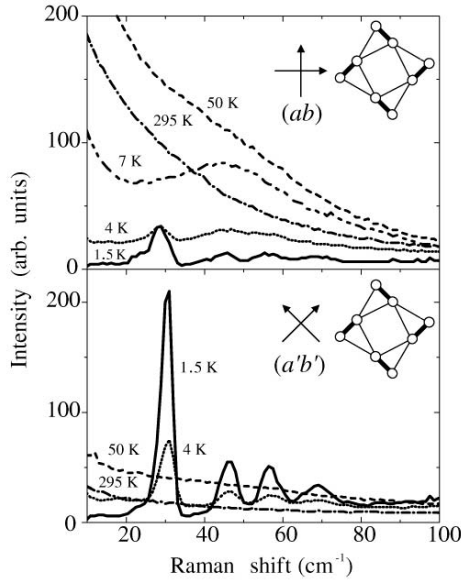 200
50 K
295 K
(ab)
100
7 K
4 K
1.5 K
0
Intensity (arb. units)
200
(a'b')
1.5 K
100
4 K
50 K
295 K
0
20 40 60 80 100
Raman shift (cm⁻¹)